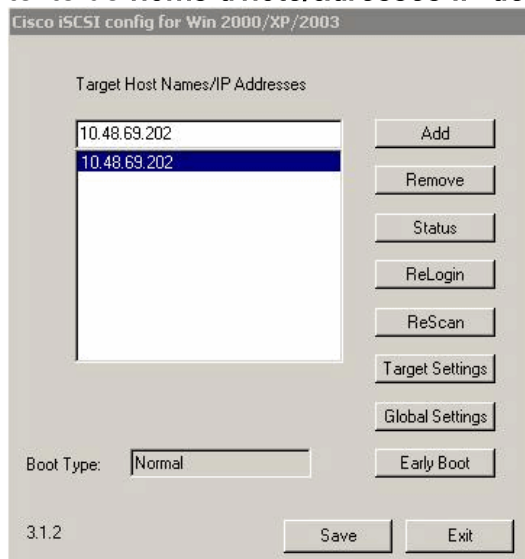 Cisco iSCSI config for Win 2000/XP/2003
Target Host Names/IP Addresses
10.48.69.202
10.48.69.202
Add
Remove
Status
ReLogin
ReScan
Target Settings
Global Settings
Boot Type: Normal
Early Boot
3.1.2
Save
Exit